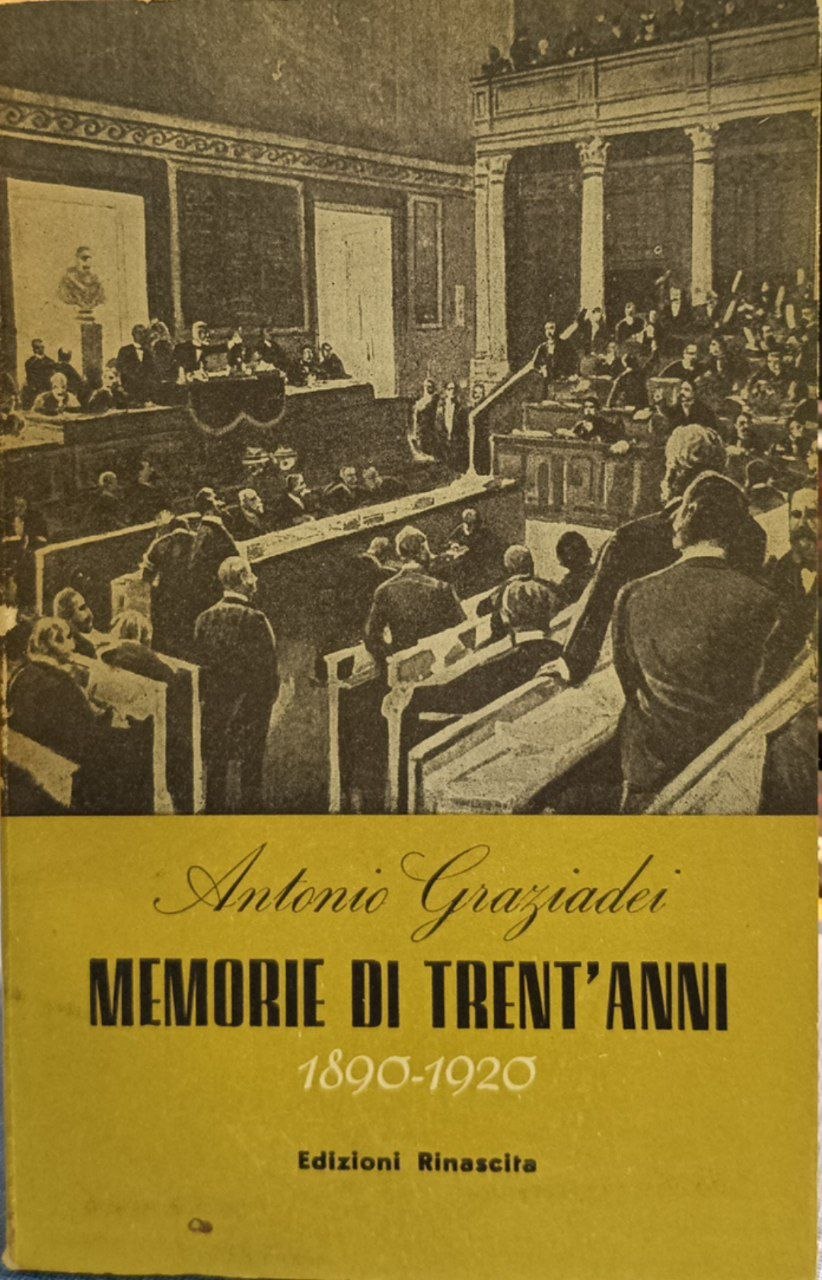 Antonio Graziadei
MEMORIE DI TRENT'ANNI
1890-1920
Edizioni Rinascita